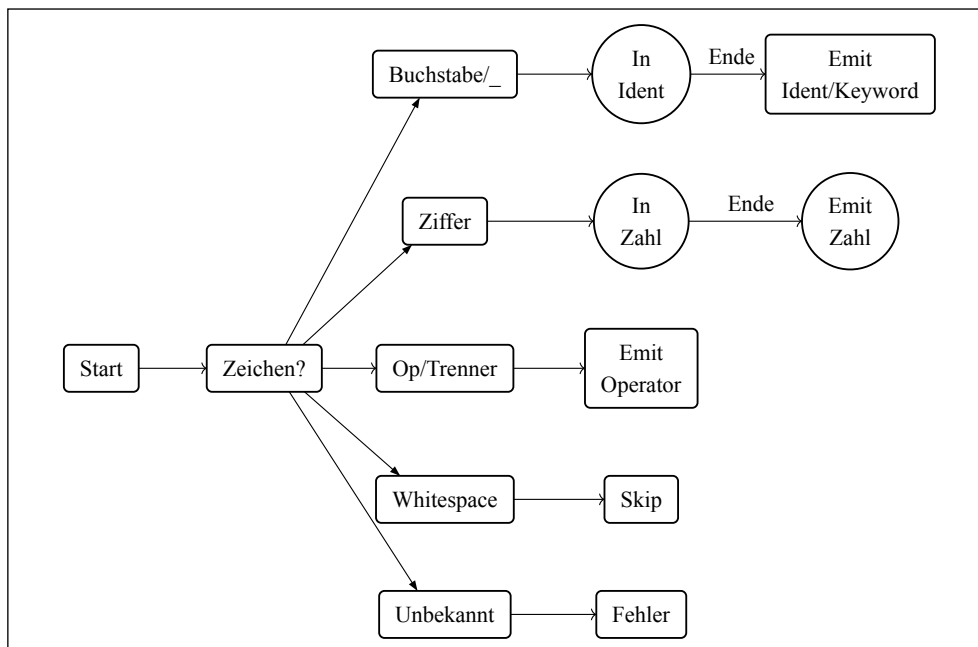 Buchstabe/_
In
Ident
Ende
Emit
Ident/Keyword
Ziffer
In
Zahl
Ende
Emit
Zahl
Start
Zeichen?
Op/Trenner
Emit
Operator
Whitespace
Skip
Unbekannt
Fehler